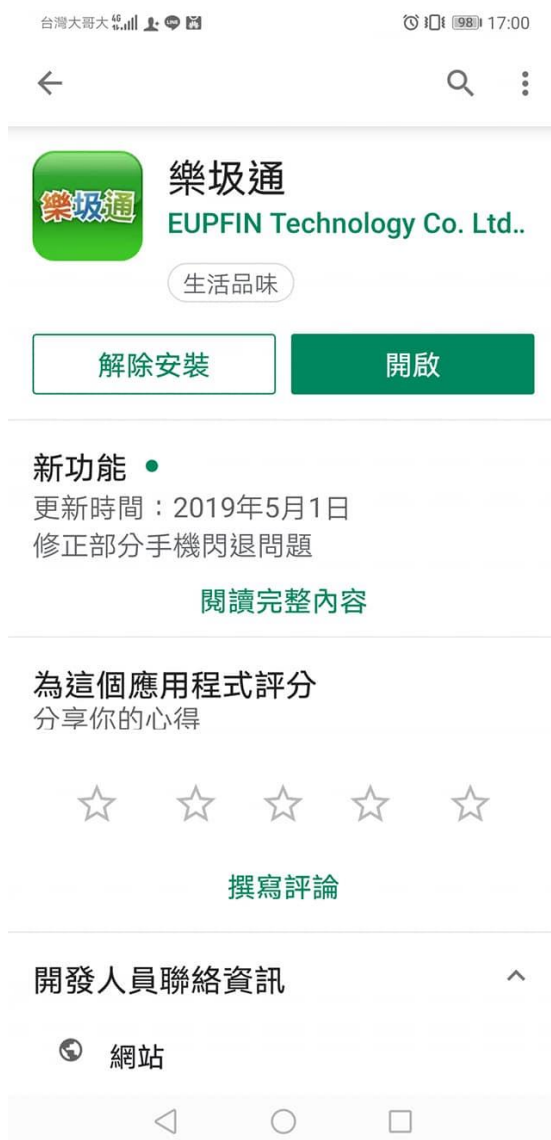 台灣大哥大 4G 98 17:00
樂圾通
樂圾通
EUPFIN Technology Co. Ltd..
生活品味
解除安裝
開啟
新功能
更新時間：2019年5月1日
修正部分手機閃退問題
閱讀完整內容
為這個應用程式評分
分享你的心得
撰寫評論
開發人員聯絡資訊
網站